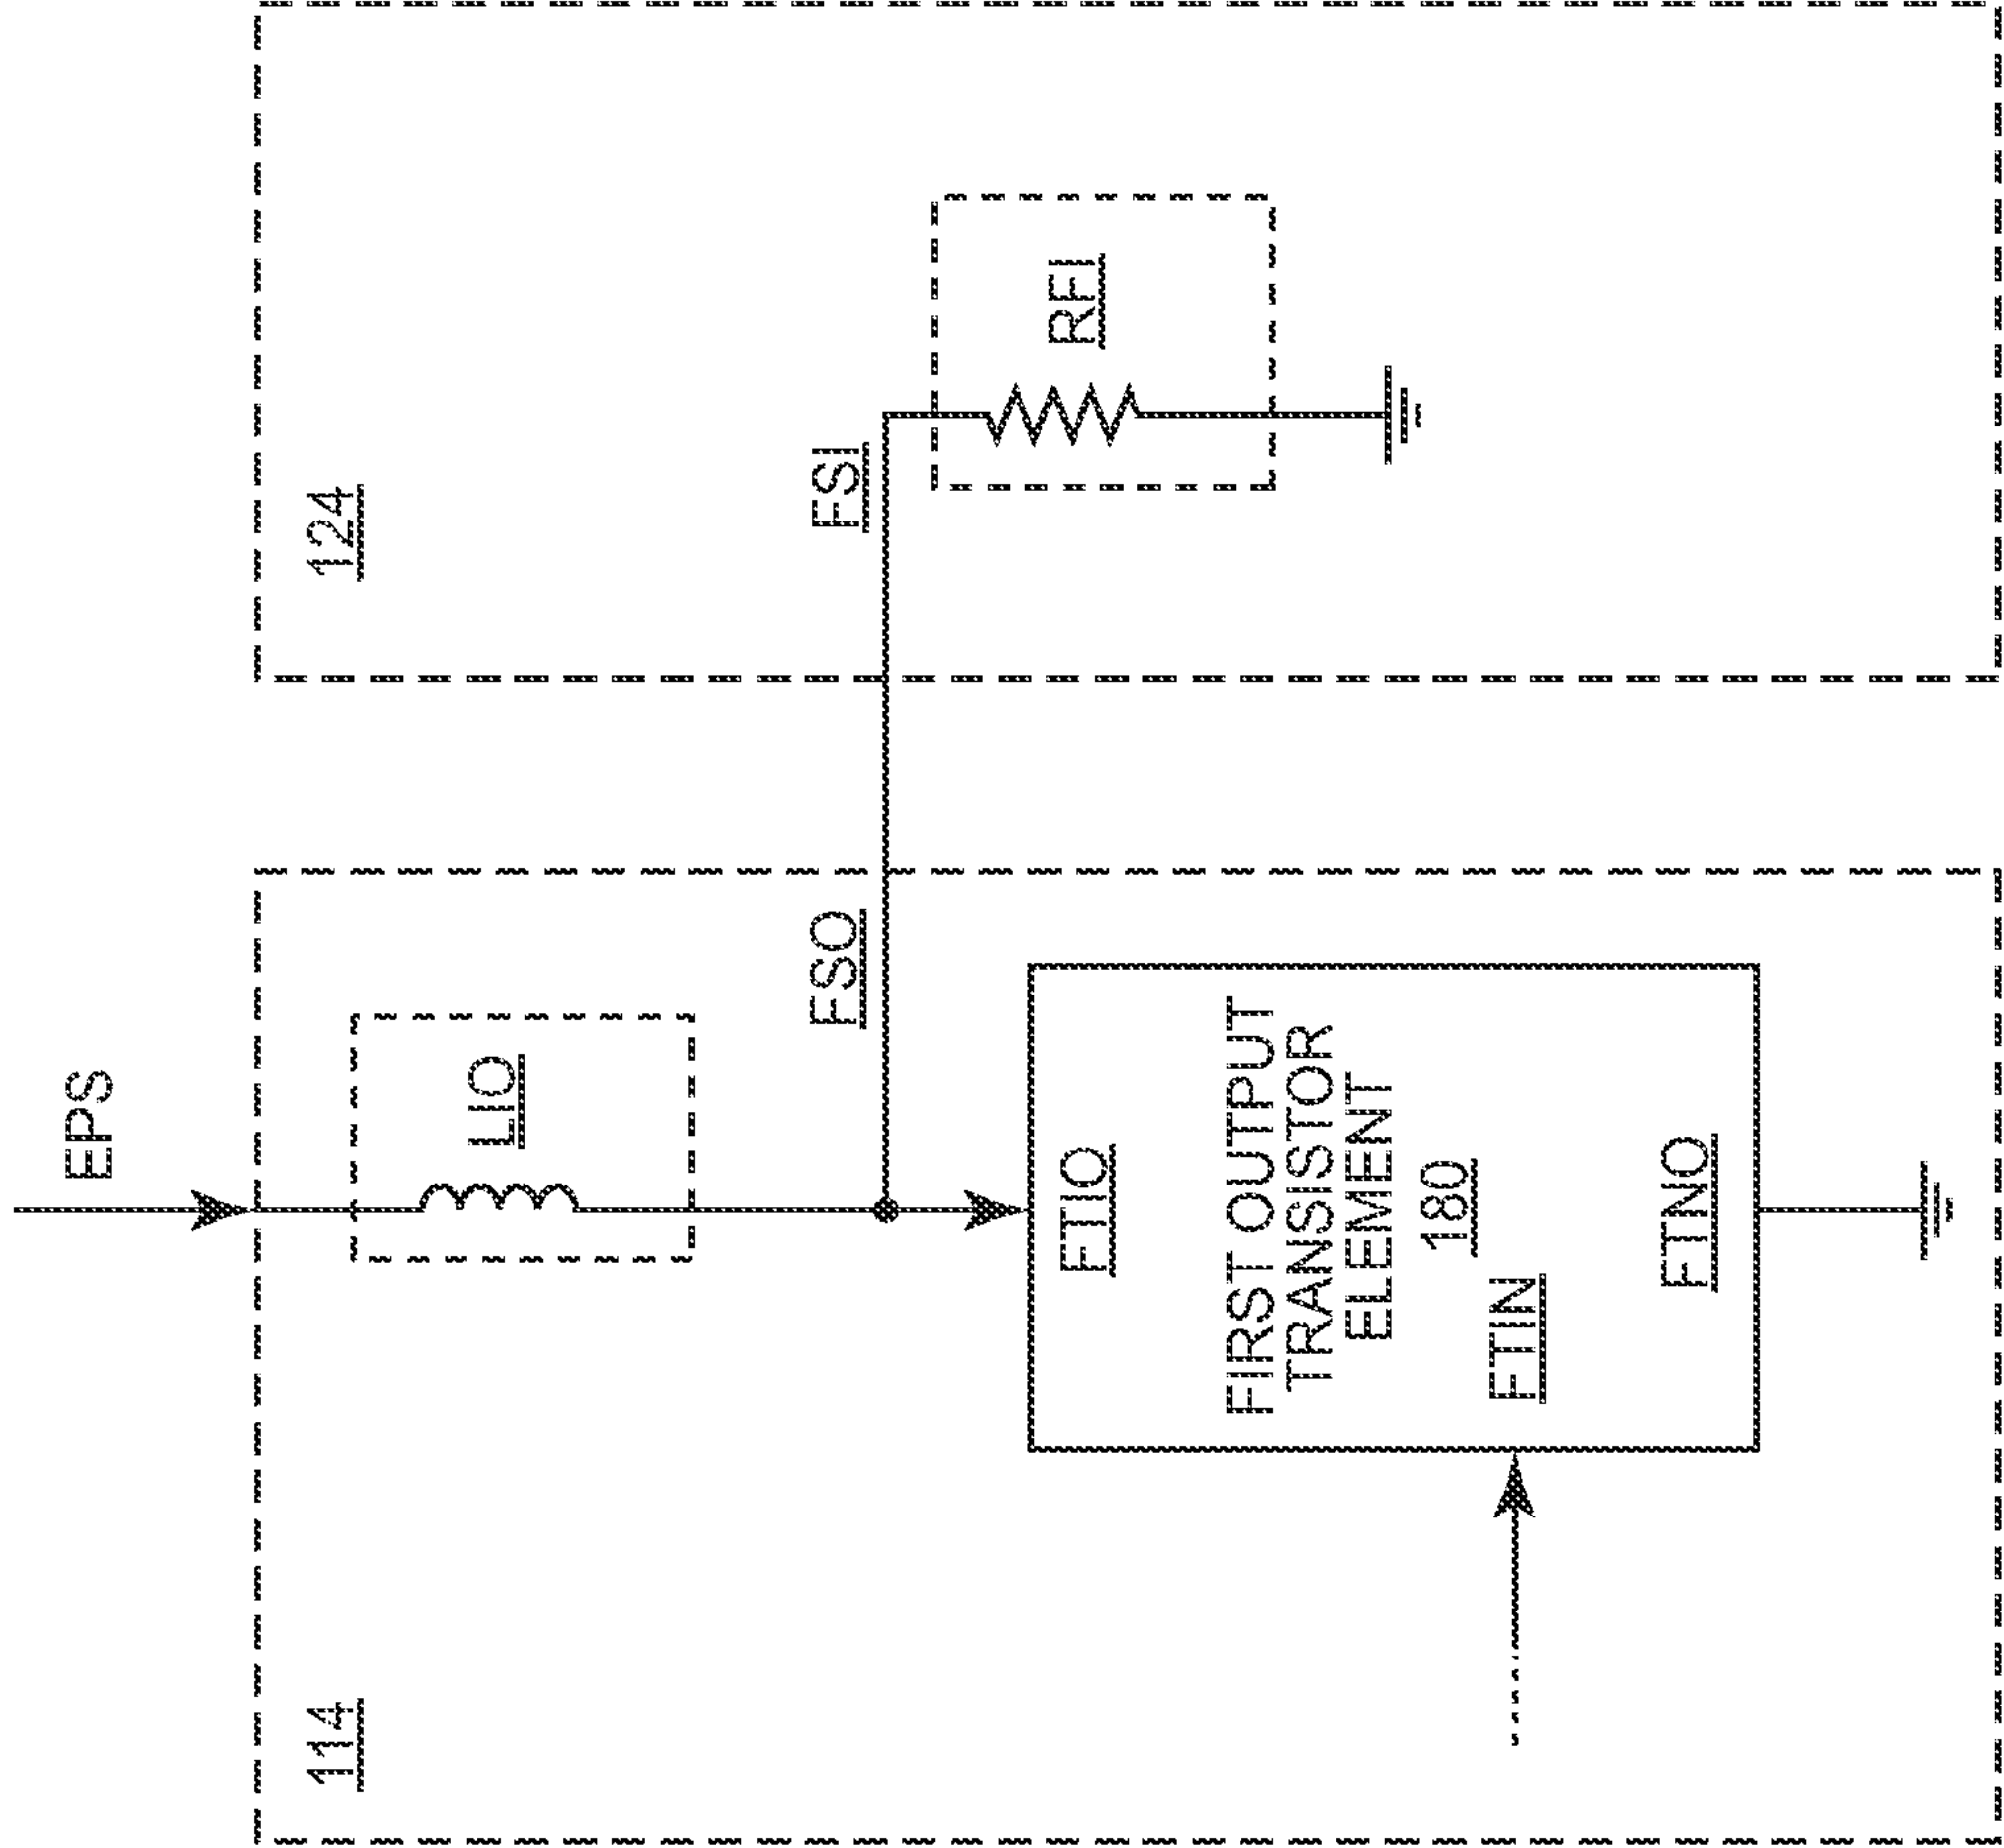 EPS
114
124
LIO
FSO
FSI
RFI
FTIO
FIRST OUTPUT
TRANSISTOR
ELEMENT
180
FTIN
FTNO